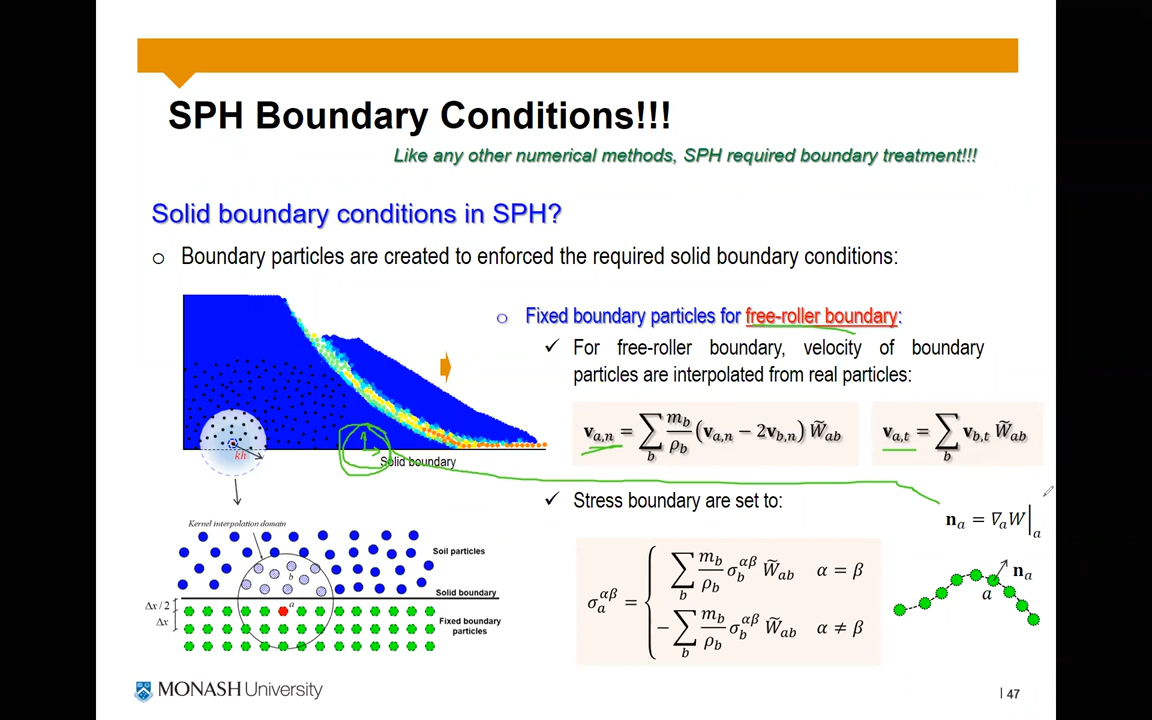 SPH Boundary Conditions!!!
Like any other numerical methods, SPH required boundary treatment!!!
Solid boundary conditions in SPH?
o Boundary particles are created to enforced the required solid boundary conditions:
o Fixed boundary particles for free-roller boundary:
✓ For free-roller boundary, velocity of boundary
particles are interpolated from real particles:
v_{a,n} = ∑_b m_b/ρ_b (v_{a,n} − 2v_{b,n}) W̃_{ab}
v_{a,t} = ∑_b v_{b,t} W̃_{ab}
kh
Solid boundary
✓ Stress boundary are set to:
n_a = ∇_a W|_a
σ_a^{αβ} = { ∑_b m_b/ρ_b σ_b^{αβ} W̃_{ab} α = β
− ∑_b m_b/ρ_b σ_b^{αβ} W̃_{ab} α ≠ β
n_a
a
Kernel interpolation domain
Soil particles
b
Solid boundary
a
Δx / 2
Δx
Fixed boundary
particles
MONASH University
| 47